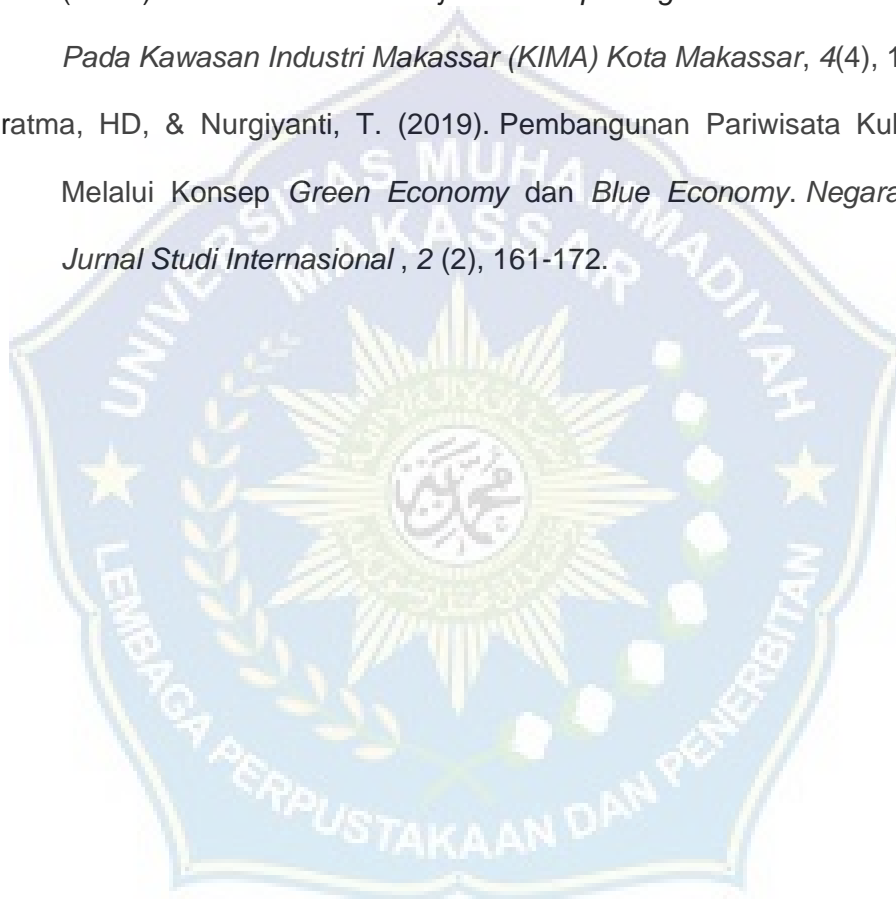 Pada Kawasan Industri Makassar (KIMA) Kota Makassar, 4(4), 1
ratma, HD, & Nurgiyanti, T. (2019). Pembangunan Pariwisata Kul
Melalui Konsep Green Economy dan Blue Economy. Negara
Jurnal Studi Internasional , 2 (2), 161-172.
UNIVERSITAS MUHAMMADIYAH
MAKASSAR
LEMBAGA PERPUSTAKAAN DAN PENERBITAN